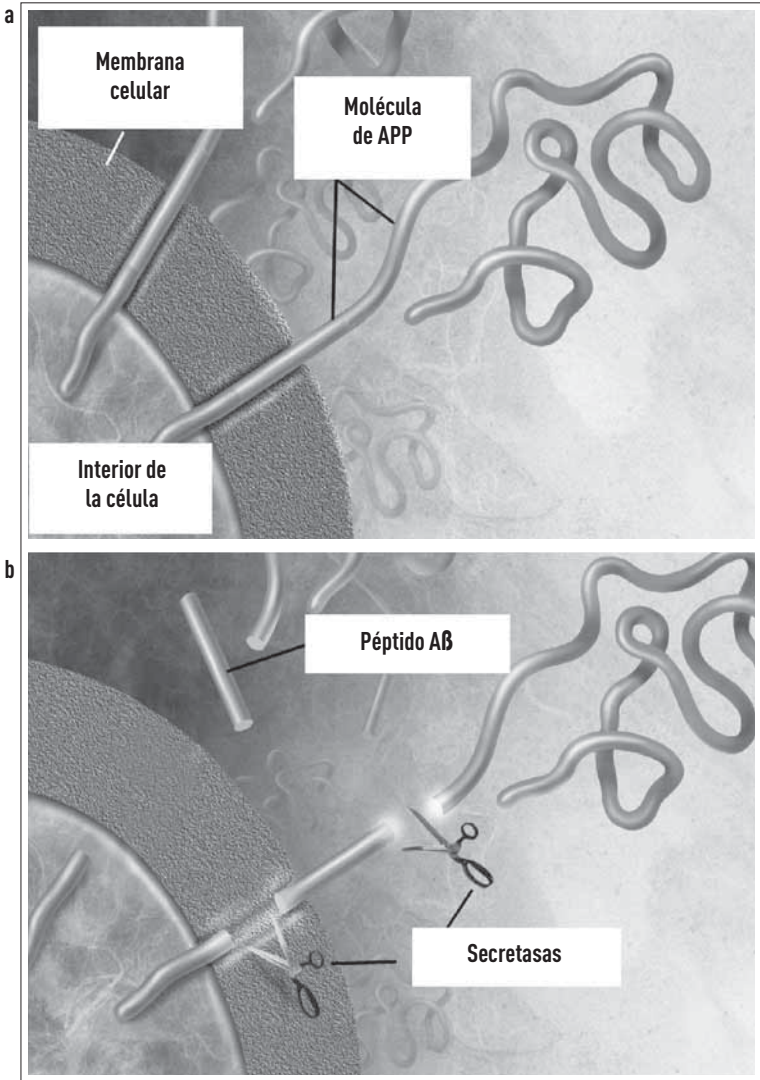 a
Membrana
celular
Molécula
de APP
Interior de
la célula
b
Péptido Aß
Secretasas